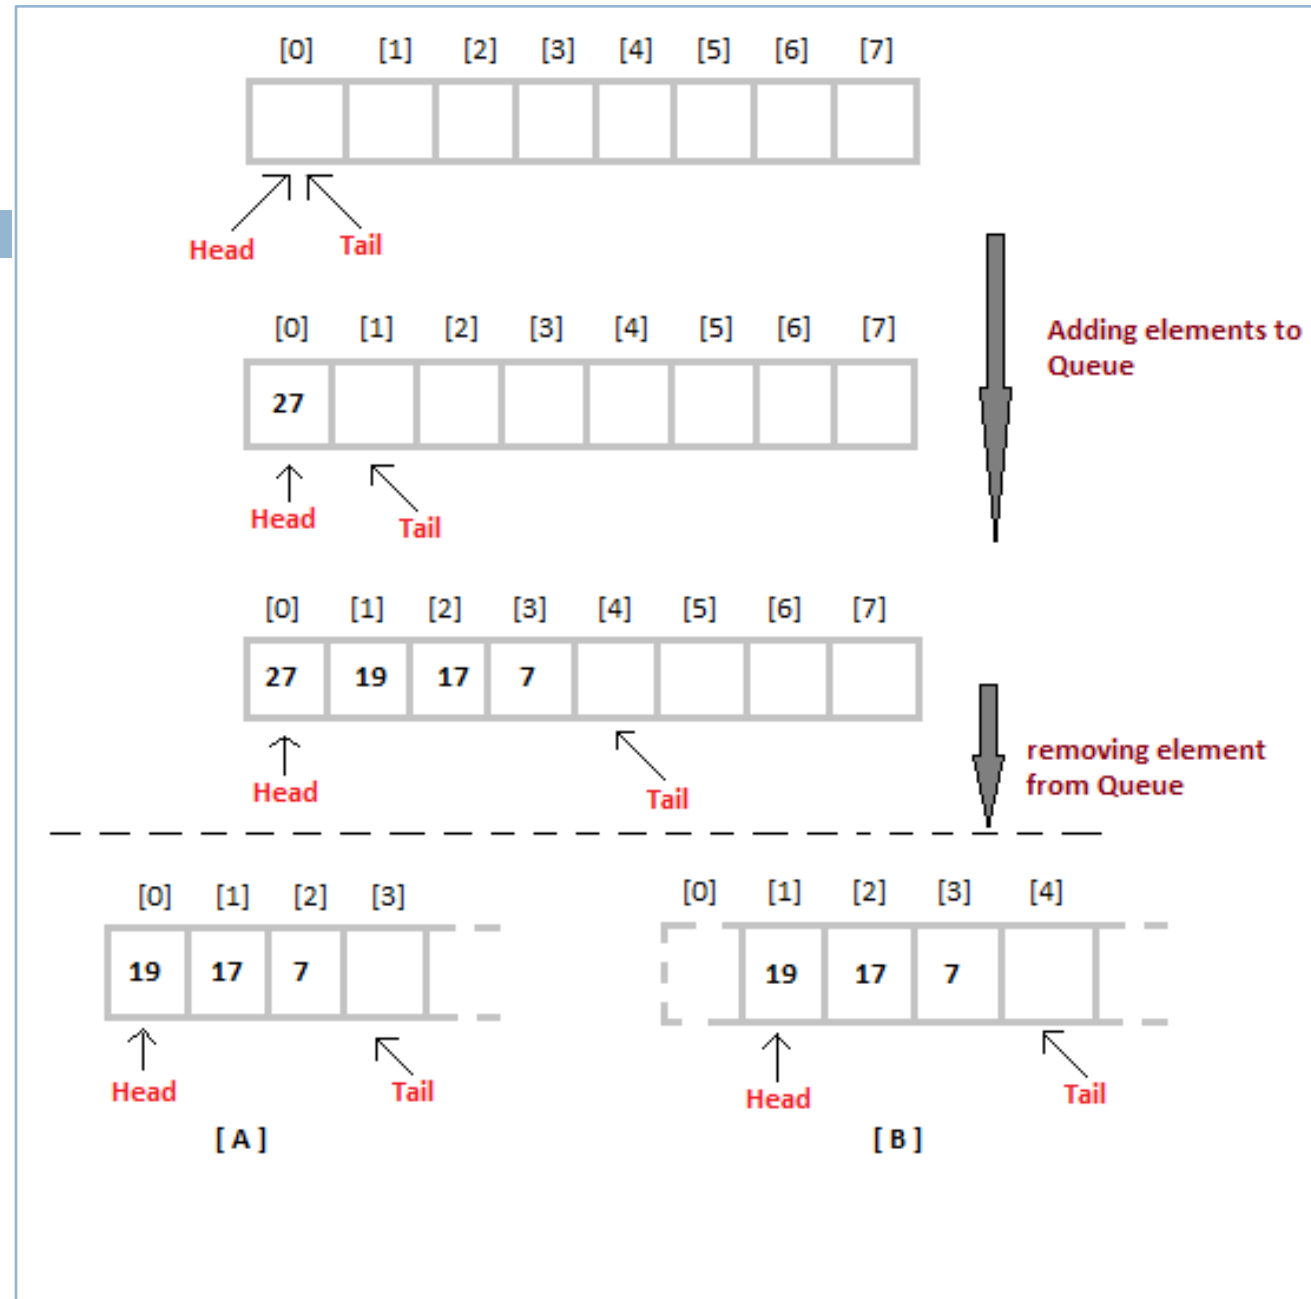 [0] [1] [2] [3] [4] [5] [6] [7]
Head Tail
[0] [1] [2] [3] [4] [5] [6] [7]
27
Head Tail
Adding elements to
Queue
[0] [1] [2] [3] [4] [5] [6] [7]
27 19 17 7
Head Tail
removing element
from Queue
[0] [1] [2] [3]
19 17 7
Head Tail
[ A ]
[0] [1] [2] [3] [4]
19 17 7
Head Tail
[ B ]